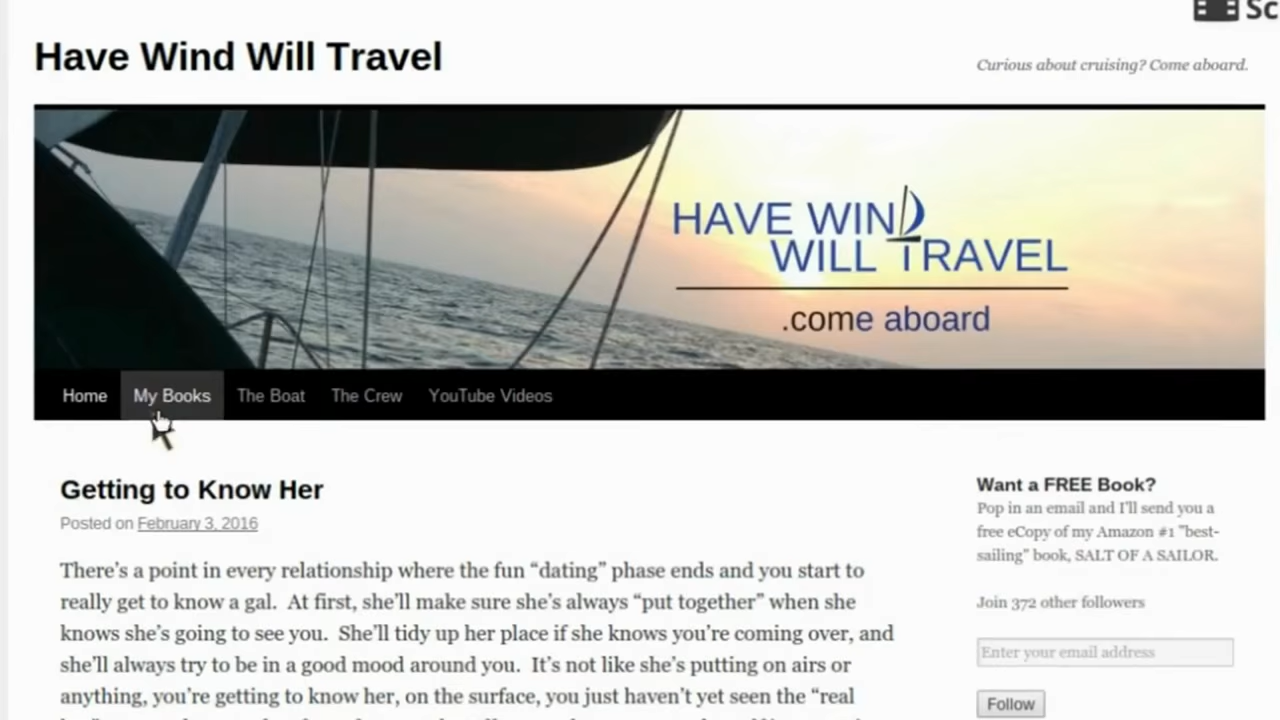 Sc
Have Wind Will Travel
Curious about cruising? Come aboard.
HAVE WIND
WILL TRAVEL
.come aboard
Home My Books The Boat The Crew YouTube Videos
Getting to Know Her
Posted on February 3, 2016
There's a point in every relationship where the fun “dating” phase ends and you start to
really get to know a gal.  At first, she'll make sure she's always “put together” when she
knows she's going to see you.  She'll tidy up her place if she knows you're coming over, and
she'll always try to be in a good mood around you.  It's not like she's putting on airs or
anything, you're getting to know her, on the surface, you just haven't yet seen the “real
Want a FREE Book?
Pop in an email and I'll send you a
free eCopy of my Amazon #1 "best-
sailing" book, SALT OF A SAILOR.
Join 372 other followers
Enter your email address
Follow